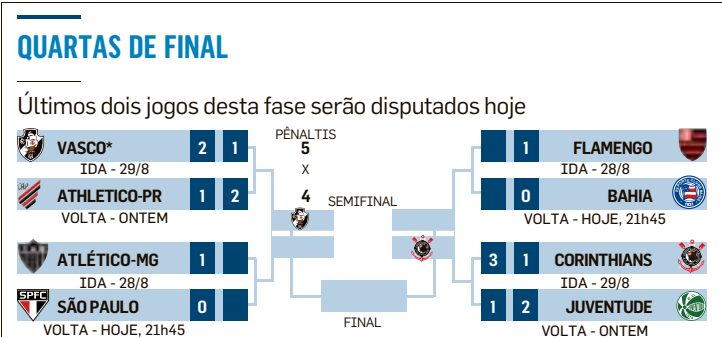 QUARTAS DE FINAL
Últimos dois jogos desta fase serão disputados hoje
VASCO* 2 1
IDA - 29/8
ATHLETICO-PR 1 2
VOLTA - ONTEM
PÊNALTIS
5
X
4
ATLÉTICO-MG 1
IDA - 28/8
SPFC SÃO PAULO 0
VOLTA - HOJE, 21h45
SEMIFINAL
FINAL
1 FLAMENGO
IDA - 28/8
0 BAHIA
VOLTA - HOJE, 21h45
3 1 CORINTHIANS
IDA - 29/8
1 2 JUVENTUDE
VOLTA - ONTEM